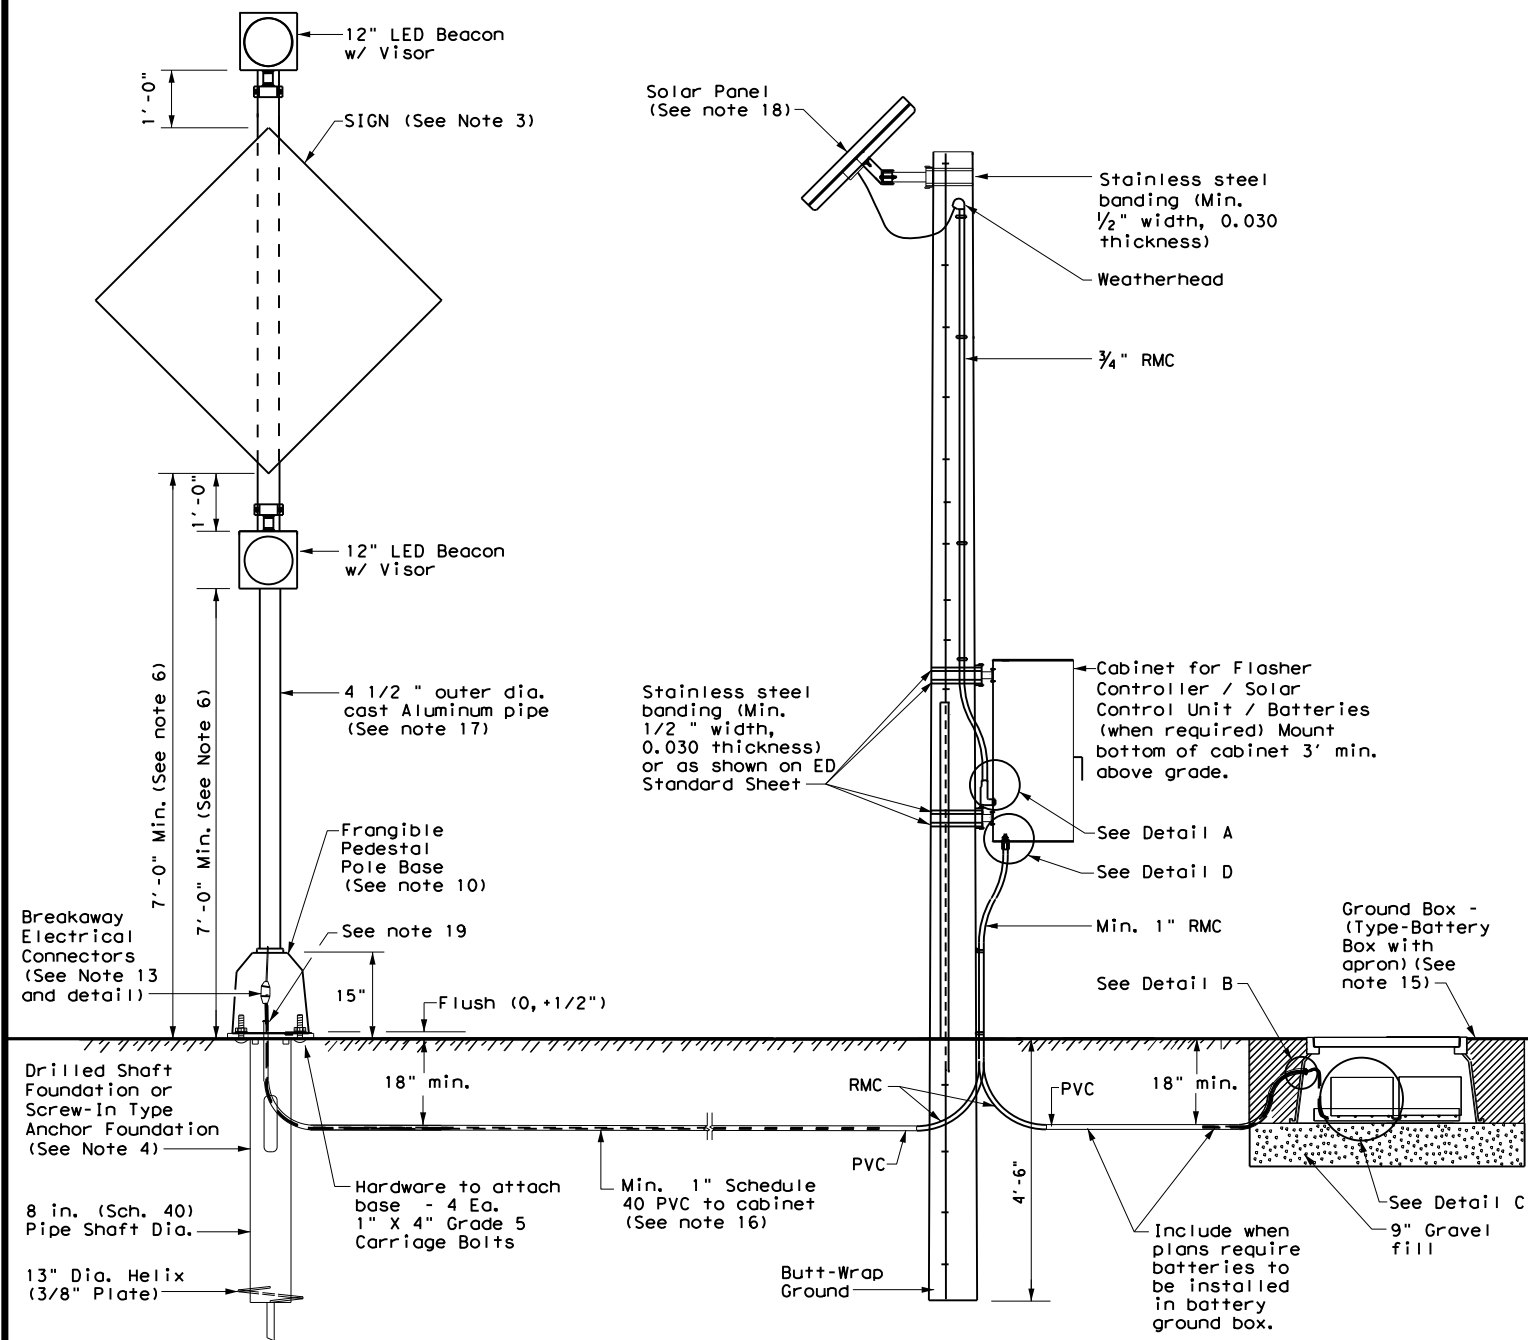 12" LED Beacon
w/ Visor
1'-0"
SIGN (See Note 3)
Solar Panel
(See note 18)
Stainless steel
banding (Min.
1/2" width, 0.030
thickness)
Weatherhead
3/4" RMC
1'-0"
12" LED Beacon
w/ Visor
7'-0" Min. (See note 6)
7'-0" Min. (See Note 6)
4 1/2 " outer dia.
cast Aluminum pipe
(See note 17)
Stainless steel
banding (Min.
1/2 " width,
0.030 thickness)
or as shown on ED
Standard Sheet
Cabinet for Flasher
Controller / Solar
Control Unit / Batteries
(when required) Mount
bottom of cabinet 3' min.
above grade.
See Detail A
See Detail D
Frangible
Pedestal
Pole Base
(See note 10)
See note 19
Breakaway
Electrical
Connectors
(See Note 13
and detail)
15"
Flush (0, +1/2")
Min. 1" RMC
Ground Box -
(Type-Battery
Box with
apron) (See
note 15)
See Detail B
Drilled Shaft
Foundation or
Screw-In Type
Anchor Foundation
(See Note 4)
18" min.
RMC
PVC
18" min.
PVC
8 in. (Sch. 40)
Pipe Shaft Dia.
13" Dia. Helix
(3/8" Plate)
Hardware to attach
base - 4 Ea.
1" X 4" Grade 5
Carriage Bolts
Min. 1" Schedule
40 PVC to cabinet
(See note 16)
4'-6"
Butt-Wrap
Ground
Include when
plans require
batteries to
be installed
in battery
ground box.
See Detail C
9" Gravel
fill